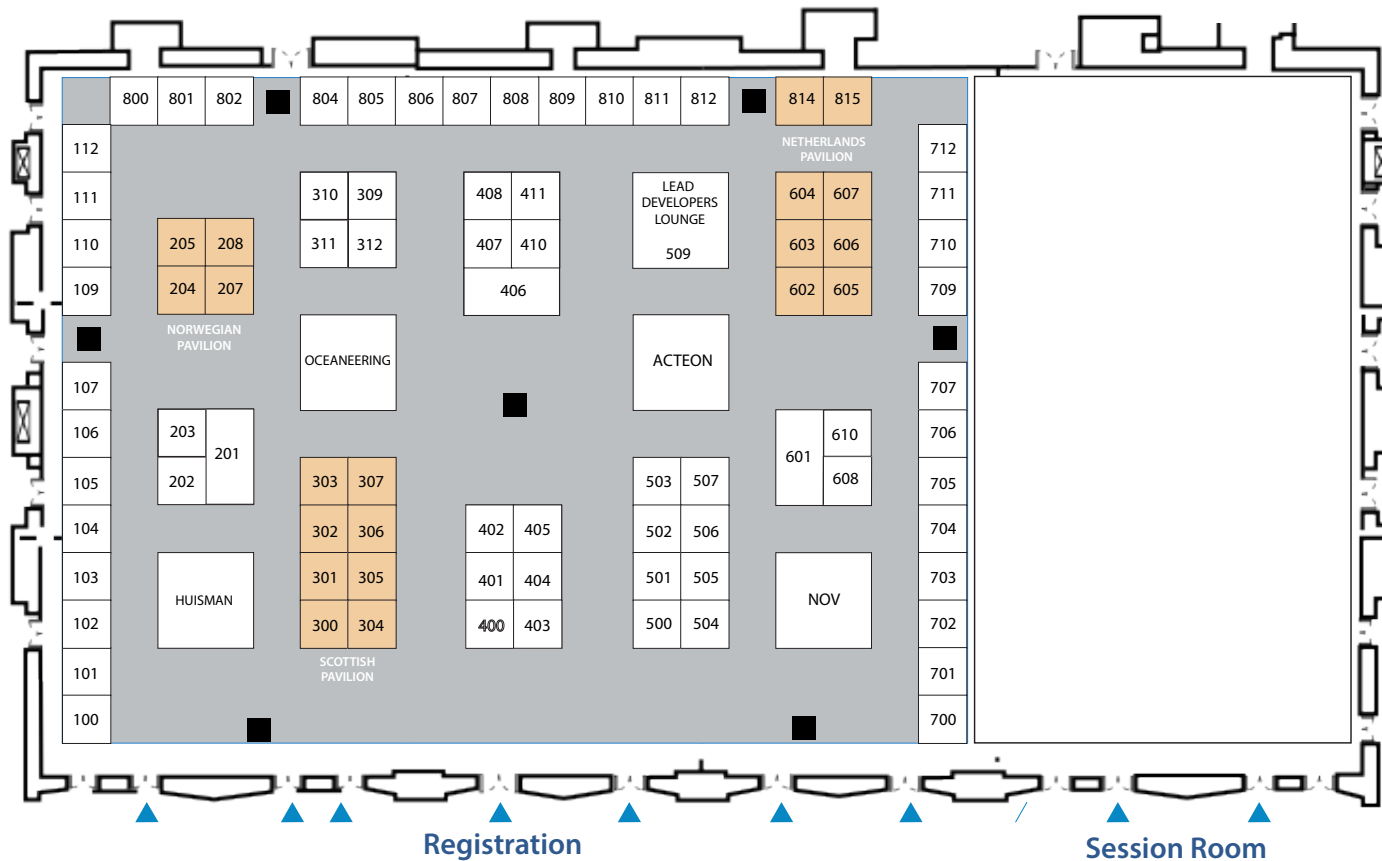 800 801 802 804 805 806 807 808 809 810 811 812 814 815
NETHERLANDS
PAVILION
112 712
111 310 309 408 411 LEAD
DEVELOPERS
LOUNGE 604 607 711
110 205 208 311 312 407 410 509 603 606 710
109 204 207 406 602 605 709
NORWEGIAN
PAVILION
OCEANEERING ACTEON
107 707
106 203 201 610 706
601
105 202 303 307 503 507 608 705
104 302 306 402 405 502 506 704
103 301 305 401 404 501 505 703
HUISMAN NOV
102 300 304 400 403 500 504 702
SCOTTISH
PAVILION
101 701
100 700
Registration
Session Room